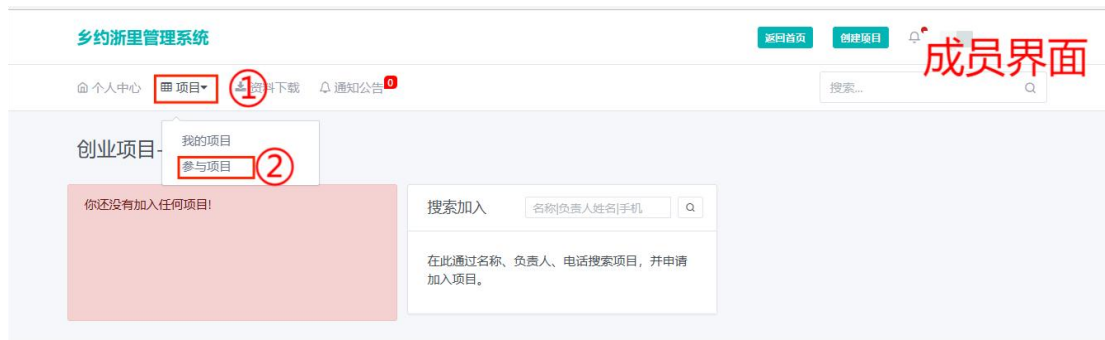 乡约浙里管理系统
返回首页 创建项目
成员界面
个人中心 项目 ① 资料下载 通知公告 0
搜索...
我的项目
创业项目-
参与项目 ②
你还没有加入任何项目!
搜索加入 名称|负责人姓名|手机
在此通过名称、负责人、电话搜索项目，并申请
加入项目。